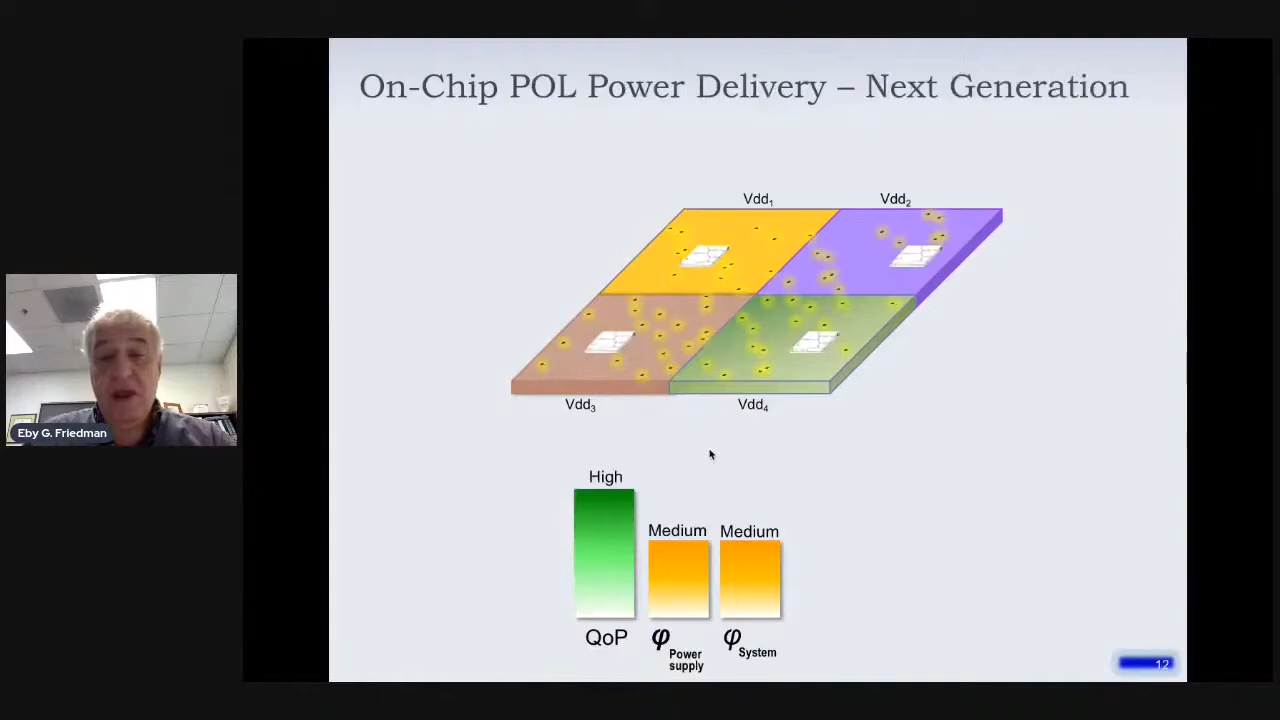 On-Chip POL Power Delivery – Next Generation
Vdd₁
Vdd₂
Vdd₃
Vdd₄
Eby G. Friedman
High
Medium
Medium
QoP
φ Power supply
φ System
12